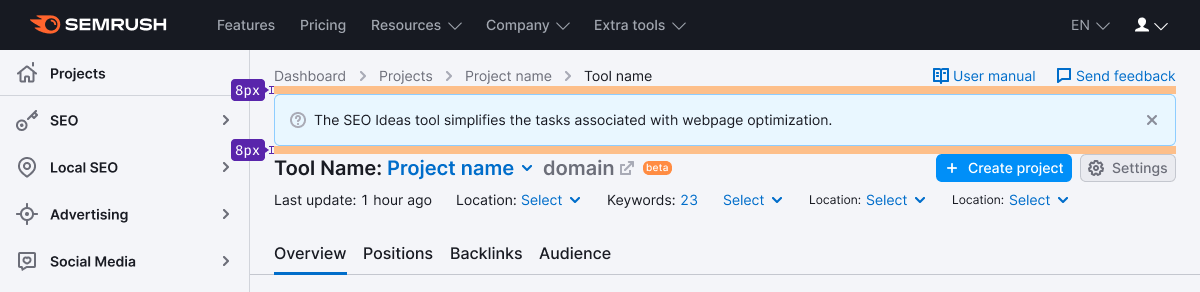 SEMRUSH Features Pricing Resources Company Extra tools EN
Projects
SEO
Local SEO
Advertising
Social Media
Dashboard Projects Project name Tool name User manual Send feedback
8px
The SEO Ideas tool simplifies the tasks associated with webpage optimization.
8px
Tool Name: Project name domain beta + Create project Settings
Last update: 1 hour ago Location: Select Keywords: 23 Select Location: Select Location: Select
Overview Positions Backlinks Audience